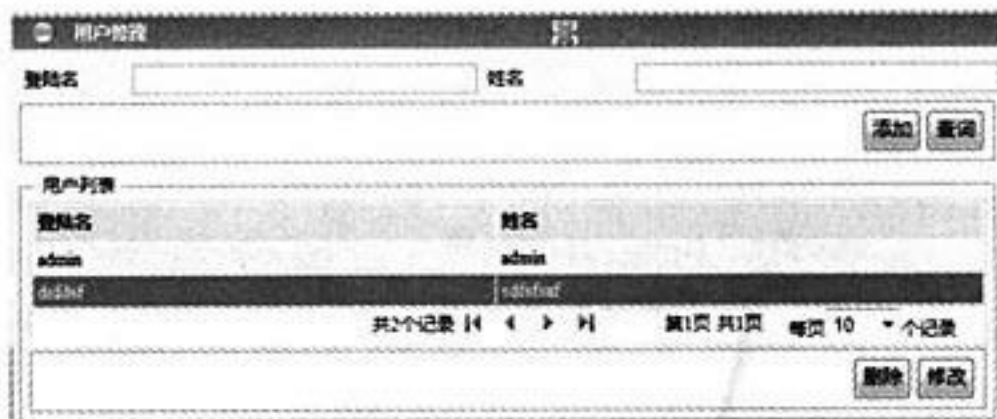 用户修改
登陆名 姓名
添加 查询
用户列表
登陆名 姓名
admin admin
共2个记录 第1页 共1页 每页 10 个记录
删除 修改